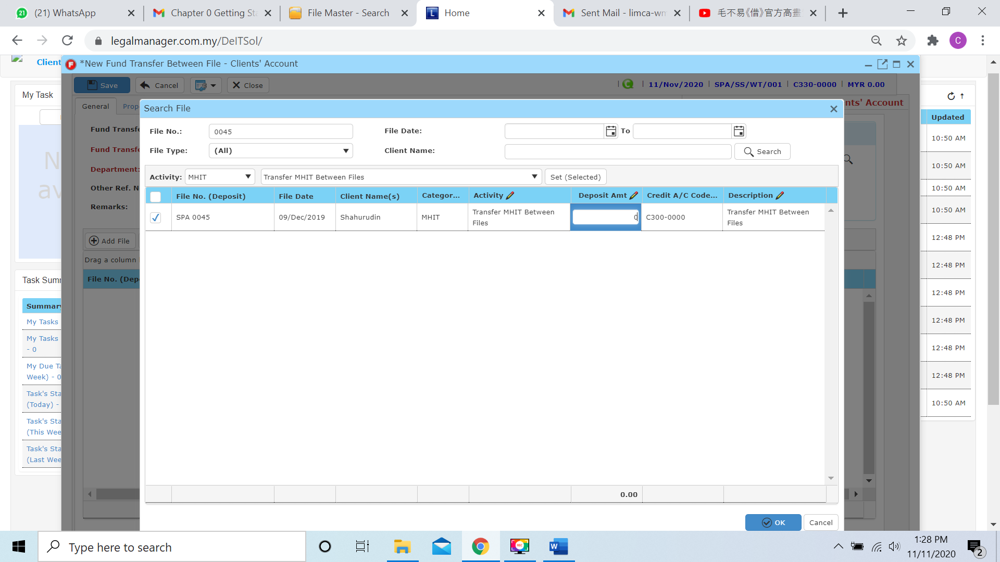 (21) WhatsApp
Chapter 0 Getting Sta
File Master - Search
Home
Sent Mail - limca-wm
毛不易《借》官方高畫
legalmanager.com.my/DeITSol/
C
Client
*New Fund Transfer Between File - Clients' Account
Save
Cancel
Close
11/Nov/2020 | SPA/SS/WT/001 | C330-0000 | MYR 0.00
My Task
General
Prop
nts' Account
Search File
Updated
Fund Transfe
File No.:
0045
File Date:
To
10:50 AM
Fund Transfe
File Type:
(All)
Client Name:
Search
Department:
10:50 AM
Other Ref. N
Activity:
MHIT
Transfer MHIT Between Files
Set (Selected)
10:50 AM
Remarks:
File No. (Deposit)
File Date
Client Name(s)
Categor...
Activity
Deposit Amt
Credit A/C Code...
Description
10:50 AM
SPA 0045
09/Dec/2019
Shahurudin
MHIT
Transfer MHIT Between
Files
0
C300-0000
Transfer MHIT Between
Files
N
av
Add File
12:48 PM
Drag a column
12:48 PM
File No. (Dep
Task Summ
12:48 PM
Summary
My Tasks
12:48 PM
My Tasks
- 0
12:48 PM
My Due Ta
Week) - 0
12:48 PM
Task's Sta
(Today) -
10:50 AM
Task's Sta
(This Wee
Task's Sta
(Last Wee
0.00
OK
Cancel
Type here to search
1:28 PM
11/11/2020
2